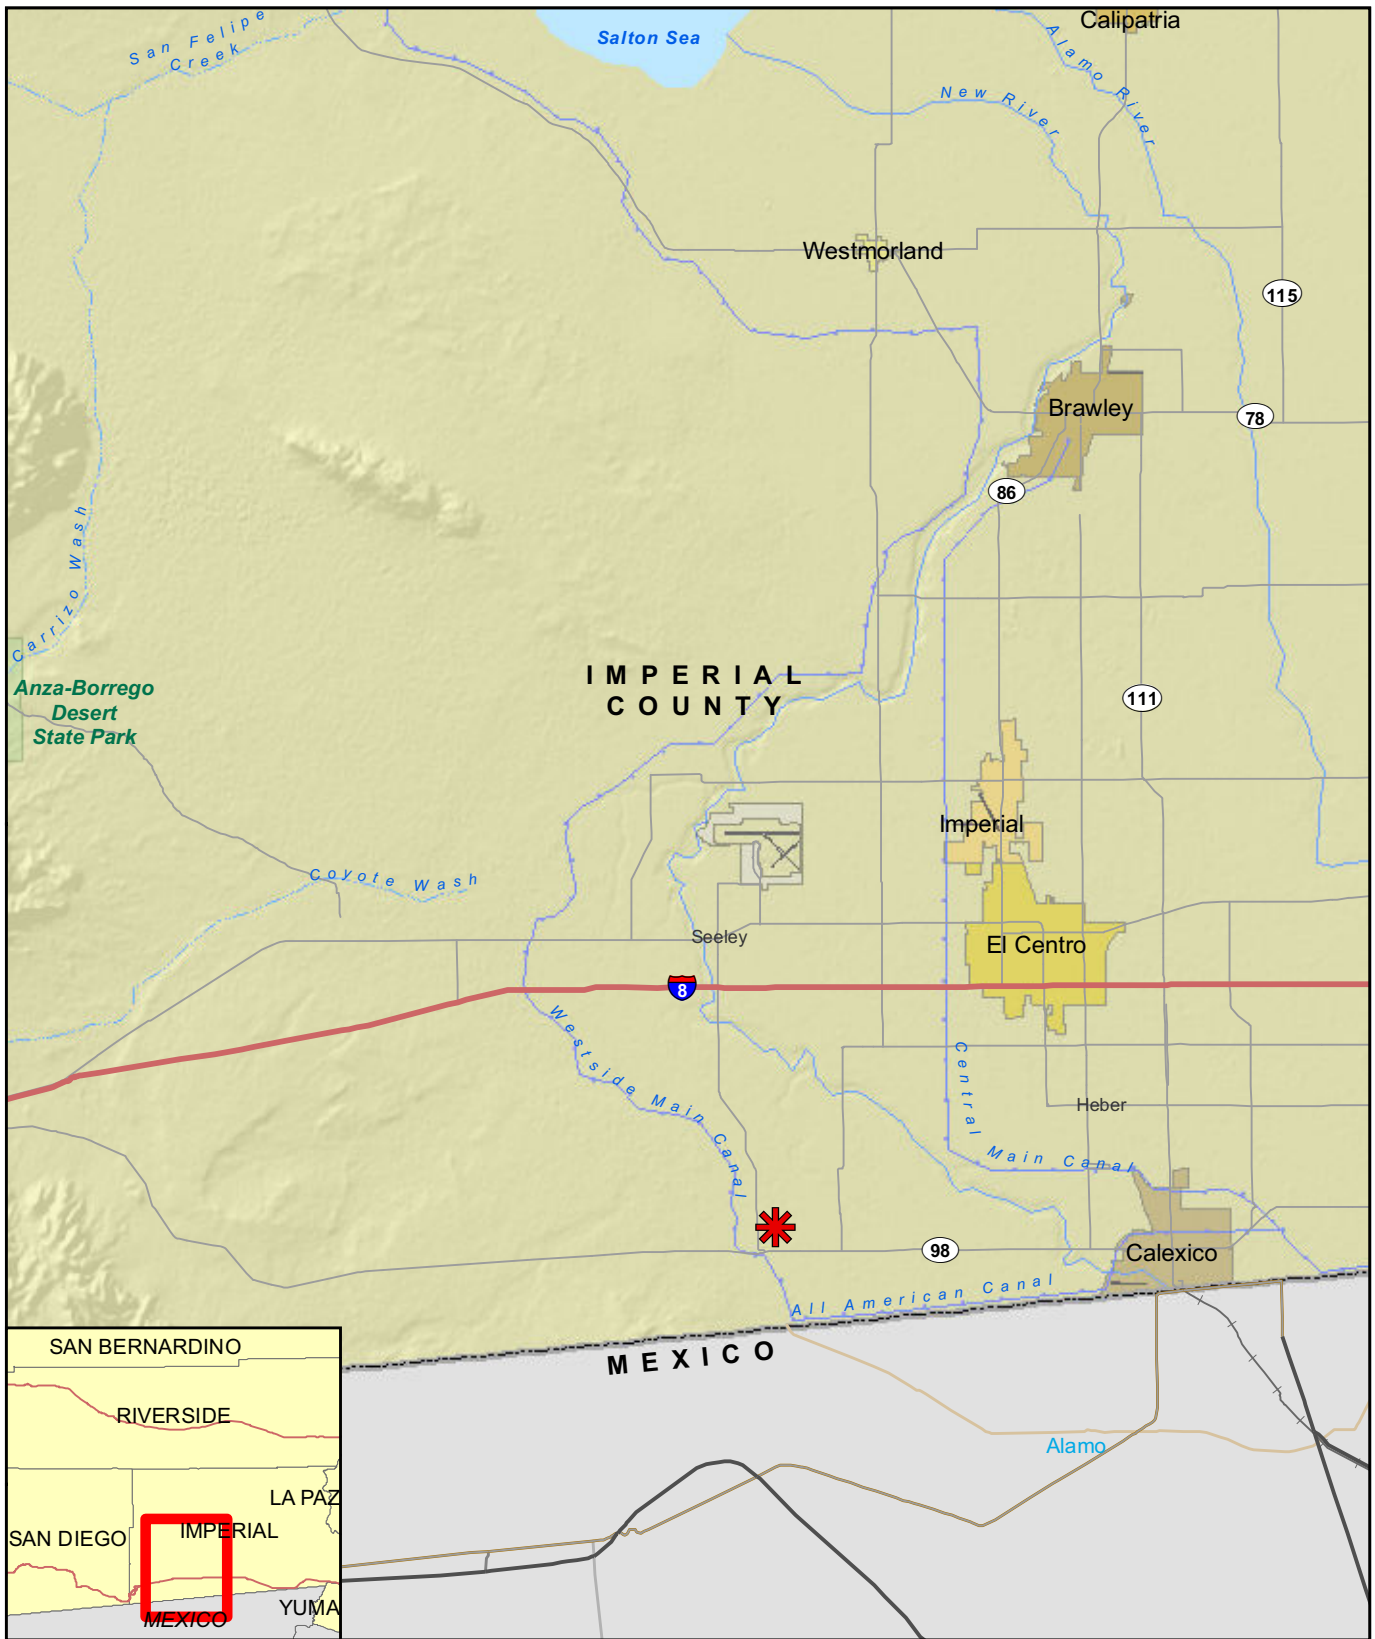 Calipatria
San Felipe
Creek
Salton Sea
Alamo River
New River
Westmorland
115
Brawley
78
86
Carrizo Wash
IMPERIAL
COUNTY
Anza-Borrego
Desert
State Park
111
Imperial
Coyote Wash
Seeley
El Centro
8
Westside Main Canal
Central Main Canal
Heber
98
Calexico
All American Canal
MEXICO
Alamo
SAN BERNARDINO
RIVERSIDE
LA PAZ
SAN DIEGO
IMPERIAL
YUMA
MEXICO